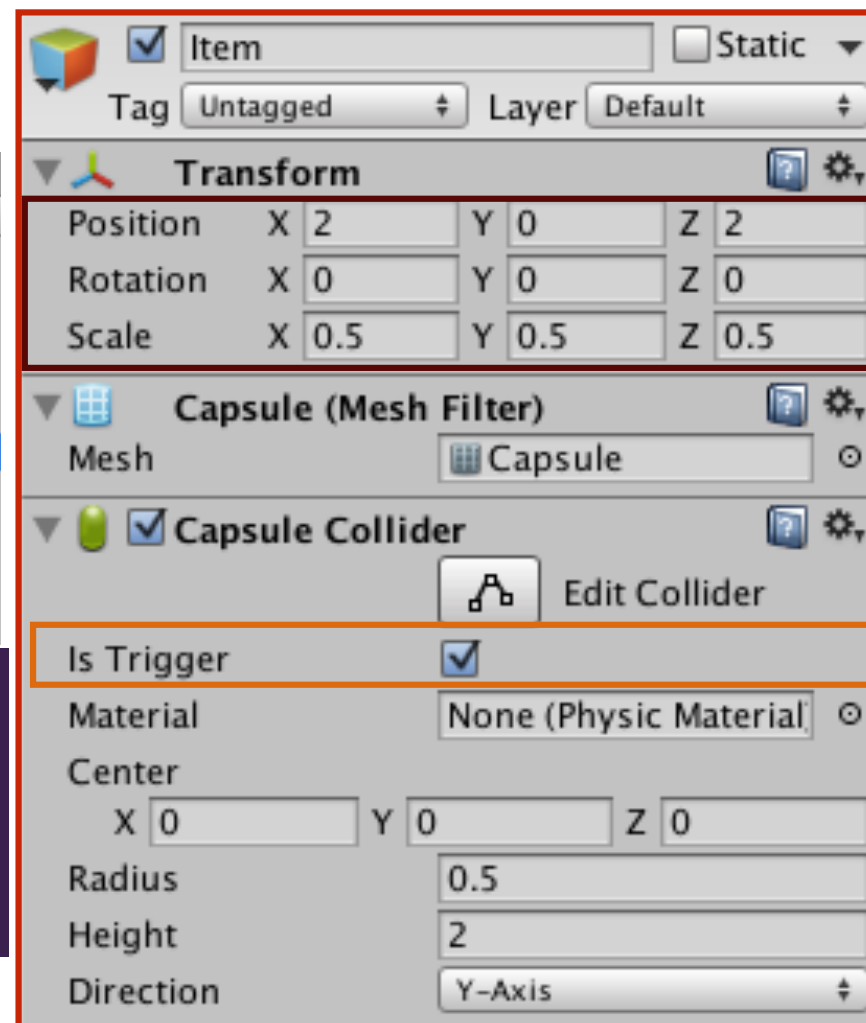 Item Static
Tag Untagged Layer Default
Transform
Position X 2 Y 0 Z 2
Rotation X 0 Y 0 Z 0
Scale X 0.5 Y 0.5 Z 0.5
Capsule (Mesh Filter)
Mesh Capsule
Capsule Collider
Edit Collider
Is Trigger
Material None (Physic Material)
Center
X 0 Y 0 Z 0
Radius 0.5
Height 2
Direction Y-Axis